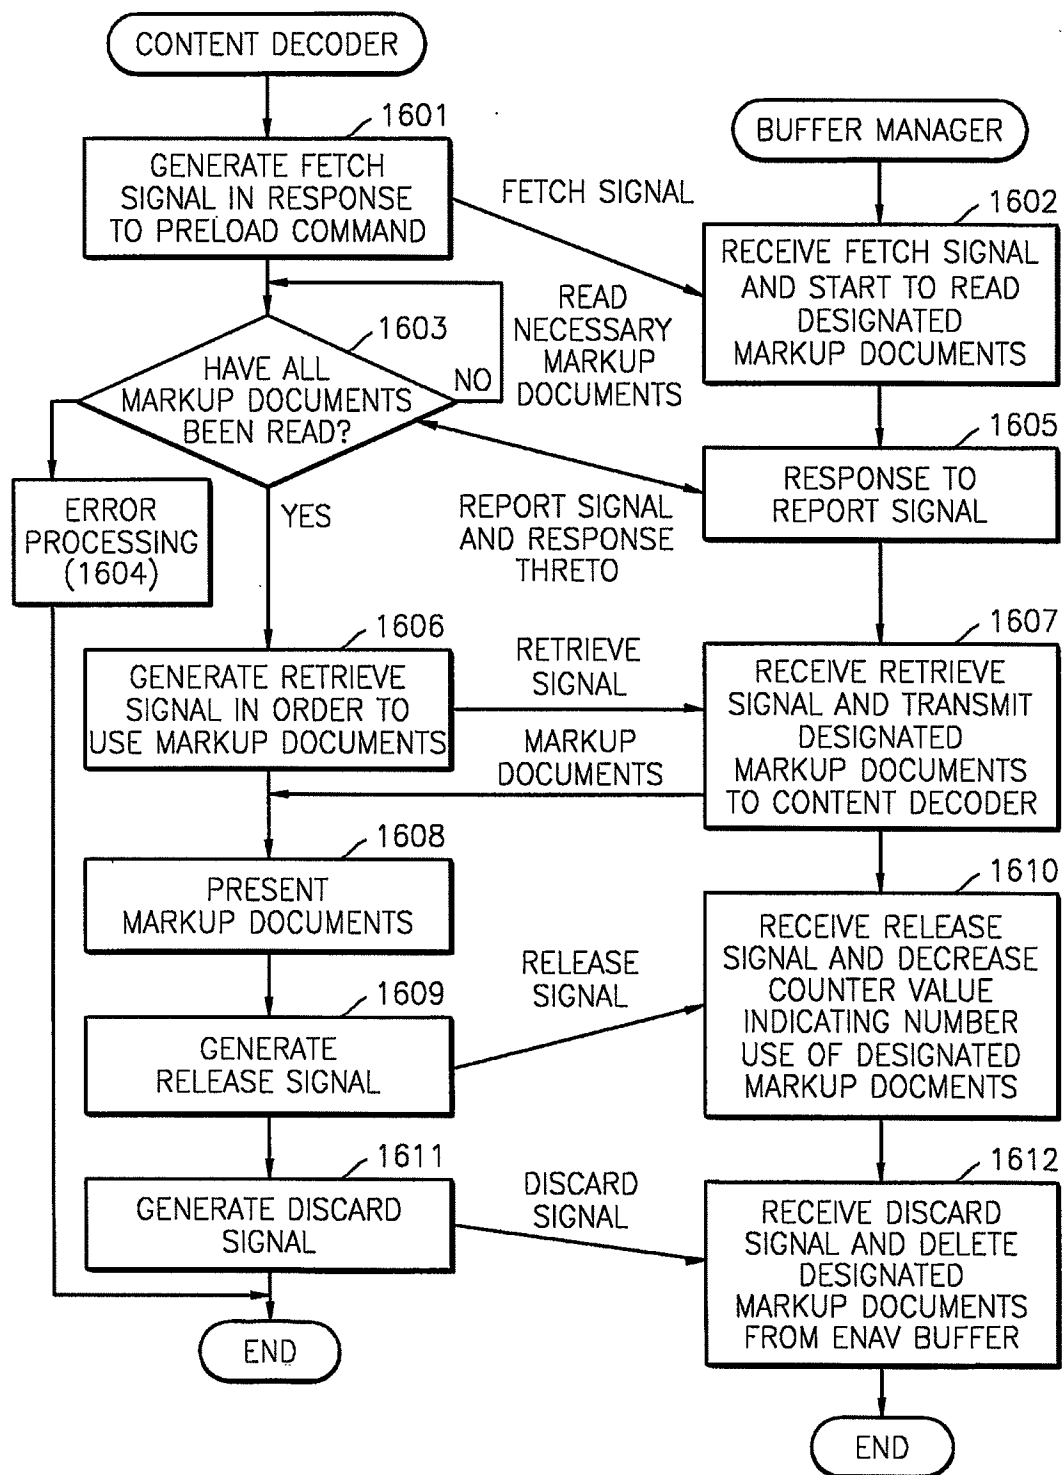 CONTENT DECODER
1601
GENERATE FETCH
SIGNAL IN RESPONSE
TO PRELOAD COMMAND
FETCH SIGNAL
BUFFER MANAGER
1602
RECEIVE FETCH SIGNAL
AND START TO READ
DESIGNATED
MARKUP DOCUMENTS
READ
NECESSARY
MARKUP
DOCUMENTS
1603
HAVE ALL
MARKUP DOCUMENTS
BEEN READ?
NO
YES
ERROR
PROCESSING
(1604)
1605
RESPONSE TO
REPORT SIGNAL
REPORT SIGNAL
AND RESPONSE
THRETO
1606
GENERATE RETRIEVE
SIGNAL IN ORDER TO
USE MARKUP DOCUMENTS
RETRIEVE
SIGNAL
MARKUP
DOCUMENTS
1607
RECEIVE RETRIEVE
SIGNAL AND TRANSMIT
DESIGNATED
MARKUP DOCUMENTS
TO CONTENT DECODER
1608
PRESENT
MARKUP DOCUMENTS
1609
GENERATE
RELEASE SIGNAL
RELEASE
SIGNAL
1610
RECEIVE RELEASE
SIGNAL AND DECREASE
COUNTER VALUE
INDICATING NUMBER
USE OF DESIGNATED
MARKUP DOCMENTS
1611
GENERATE DISCARD
SIGNAL
DISCARD
SIGNAL
1612
RECEIVE DISCARD
SIGNAL AND DELETE
DESIGNATED
MARKUP DOCUMENTS
FROM ENAV BUFFER
END
END